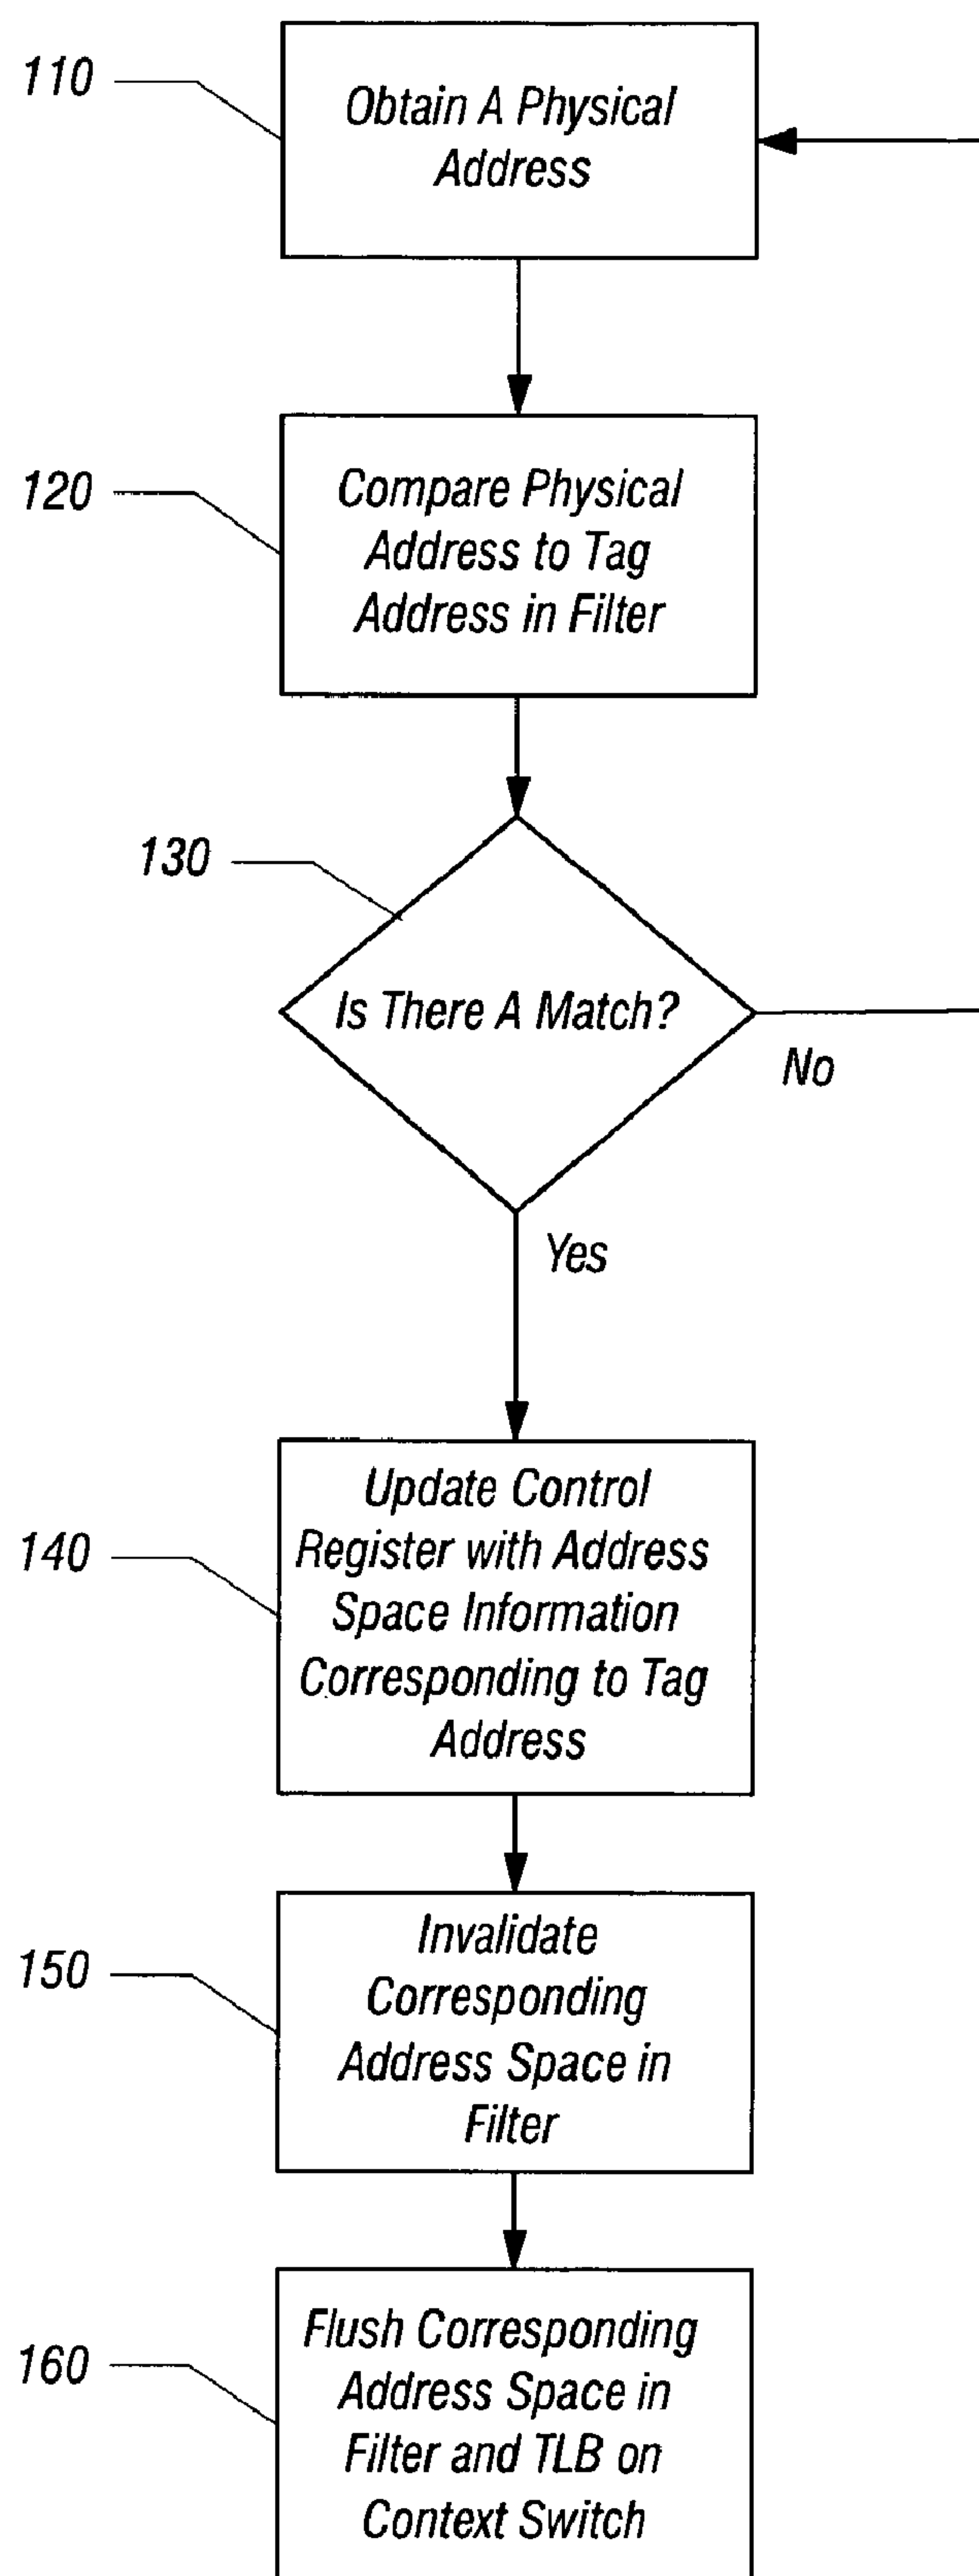 110
Obtain A Physical
Address
120
Compare Physical
Address to Tag
Address in Filter
130
Is There A Match?
No
Yes
140
Update Control
Register with Address
Space Information
Corresponding to Tag
Address
150
Invalidate
Corresponding
Address Space in
Filter
160
Flush Corresponding
Address Space in
Filter and TLB on
Context Switch